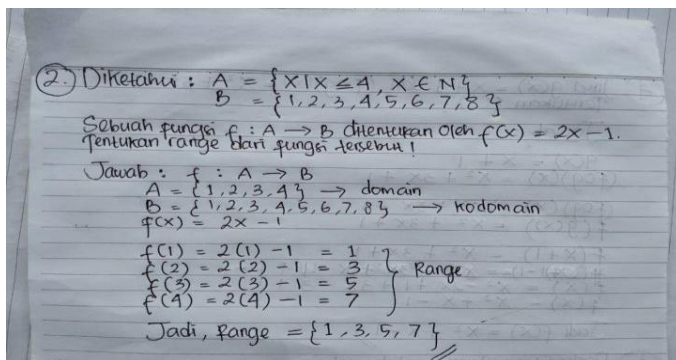 2. Diketahui : A = {x | x ≤ 4, x ∈ N}
B = {1, 2, 3, 4, 5, 6, 7, 8}
Sebuah fungsi f : A → B ditentukan oleh f(x) = 2x - 1.
Tentukan range dari fungsi tersebut !
Jawab : f : A → B
A = {1, 2, 3, 4} → domain
B = {1, 2, 3, 4, 5, 6, 7, 8} → kodomain
f(x) = 2x - 1
f(1) = 2(1) - 1 = 1
f(2) = 2(2) - 1 = 3
f(3) = 2(3) - 1 = 5
f(4) = 2(4) - 1 = 7
} Range
Jadi, Range = {1, 3, 5, 7}